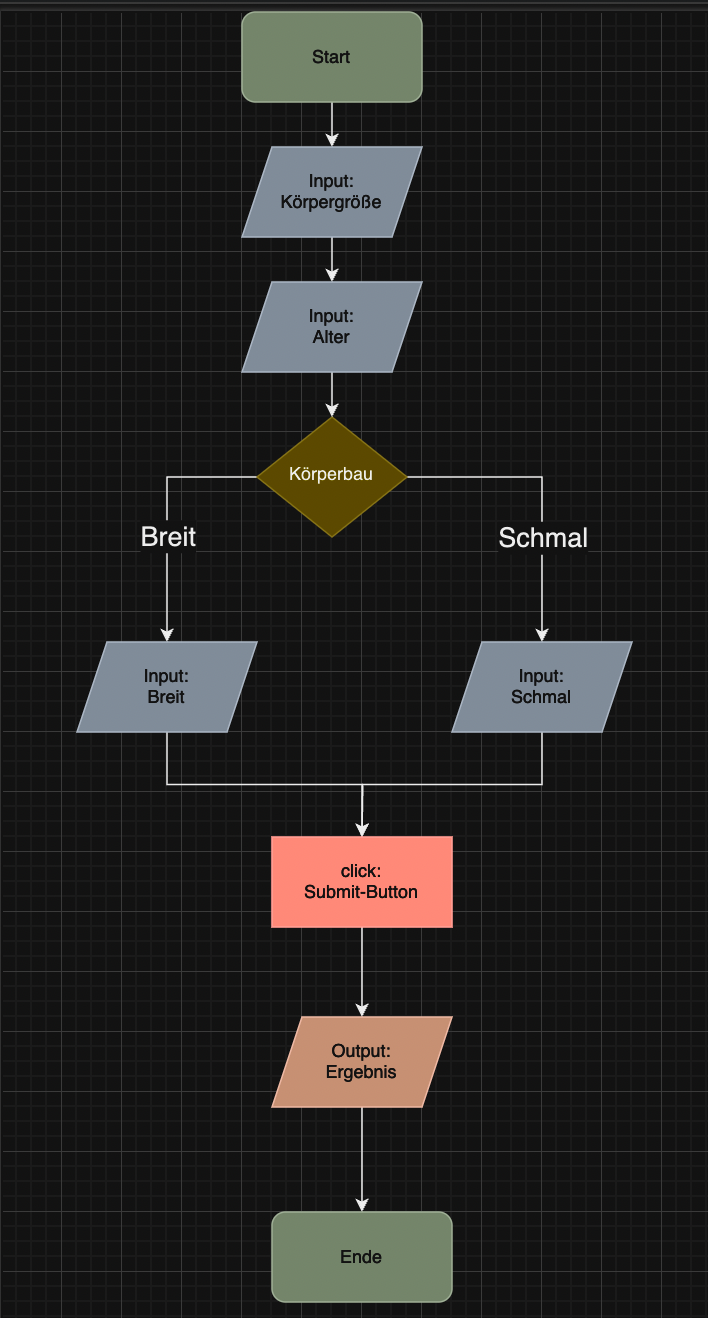 Start
Input:
Körpergröße
Input:
Alter
Körperbau
Breit
Schmal
Input:
Breit
Input:
Schmal
click:
Submit-Button
Output:
Ergebnis
Ende